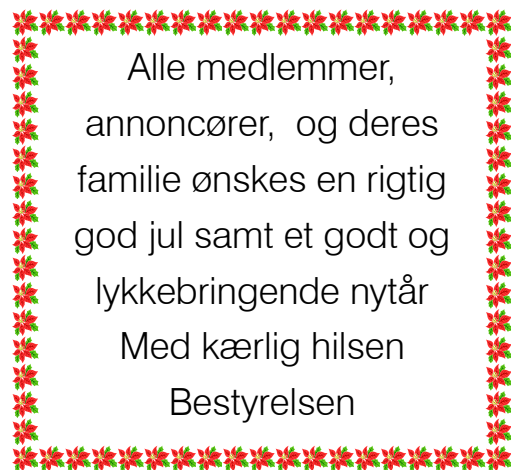 Alle medlemmer,
annoncører,  og deres
familie ønskes en rigtig
god jul samt et godt og
lykkebringende nytår
Med kærlig hilsen
Bestyrelsen